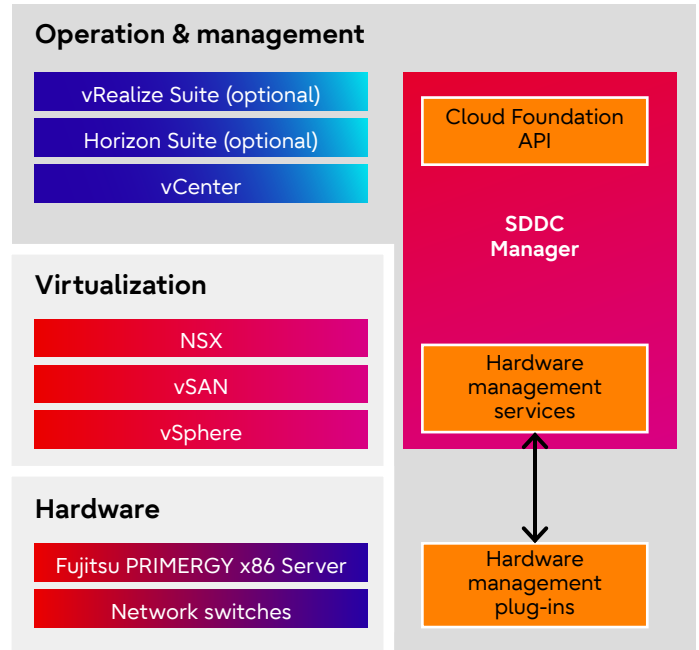 Operation & management
vRealize Suite (optional)
Horizon Suite (optional)
vCenter
Cloud Foundation
API
SDDC
Manager
Hardware
management
services
Virtualization
NSX
vSAN
vSphere
Hardware
Fujitsu PRIMERGY x86 Server
Network switches
Hardware
management
plug-ins